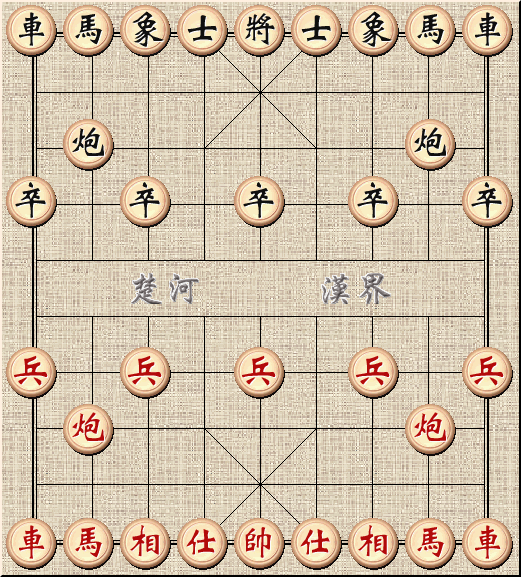 車馬象士將士象馬車
炮炮
卒卒卒卒卒
楚河 漢界
兵兵兵兵兵
炮炮
車馬相仕帥仕相馬車